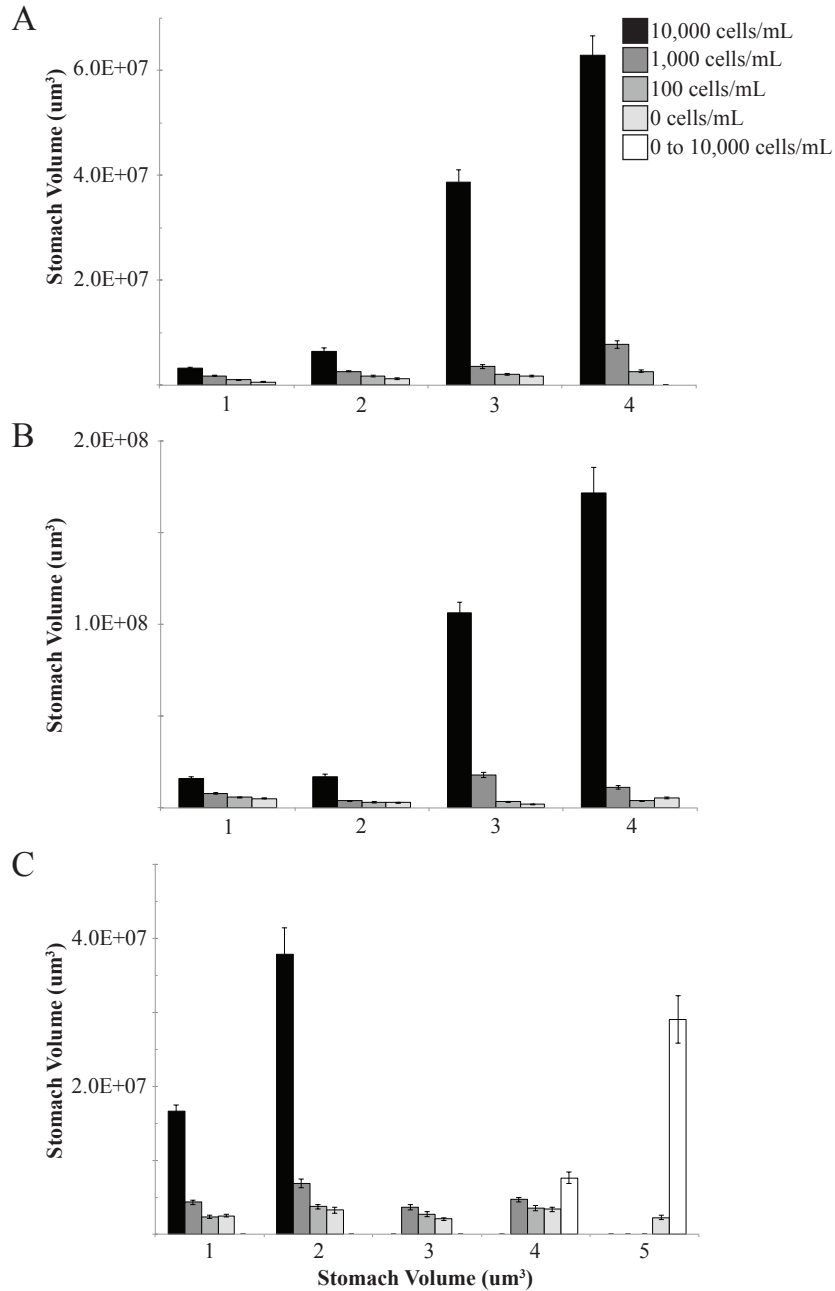 A
10,000 cells/mL
1,000 cells/mL
100 cells/mL
0 cells/mL
0 to 10,000 cells/mL
Stomach Volume (um³)
6.0E+07
4.0E+07
2.0E+07
1 2 3 4
B
Stomach Volume (um³)
2.0E+08
1.0E+08
1 2 3 4
C
Stomach Volume (um³)
4.0E+07
2.0E+07
1 2 3 4 5
Stomach Volume (um³)